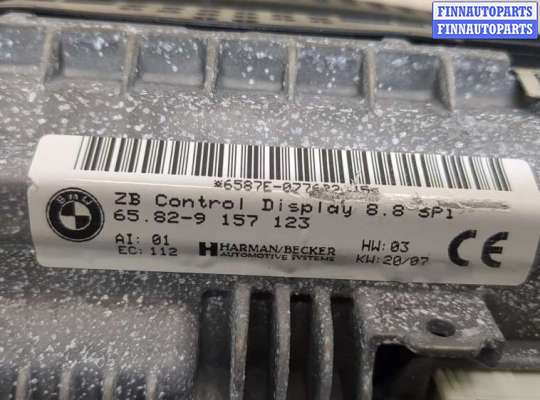 FINNAUTOPARTS
FINNAUTOPARTS
BMW
ZB Control Display 8.8 SP1
65.82-9 157 123
AI: 01
EC: 112
HARMAN/BECKER
AUTOMOTIVE SYSTEMS
HW: 03
KW: 20/07
CE